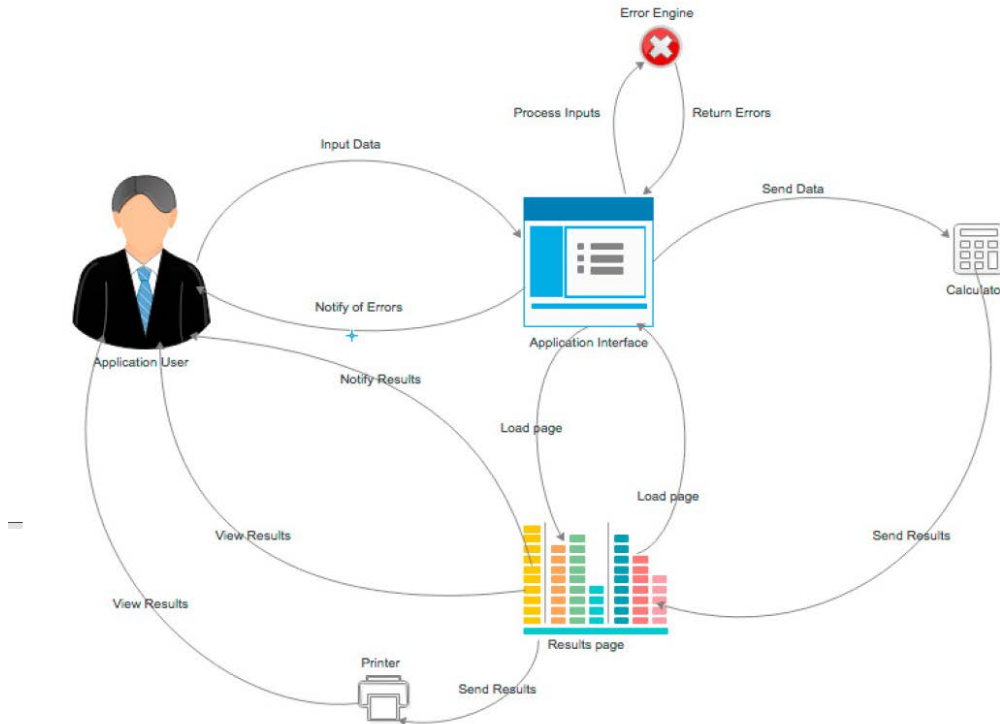 Error Engine
Process Inputs
Return Errors
Input Data
Send Data
Calculato
Notify of Errors
Application Interface
Application User
Notify Results
Load page
Load page
View Results
Send Results
View Results
Results page
Printer
Send Results